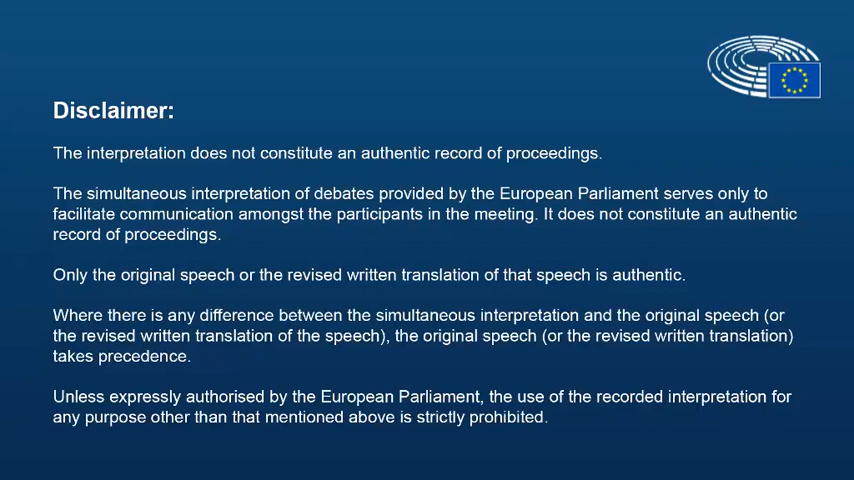 Disclaimer:
The interpretation does not constitute an authentic record of proceedings.
The simultaneous interpretation of debates provided by the European Parliament serves only to
facilitate communication amongst the participants in the meeting. It does not constitute an authentic
record of proceedings.
Only the original speech or the revised written translation of that speech is authentic.
Where there is any difference between the simultaneous interpretation and the original speech (or
the revised written translation of the speech), the original speech (or the revised written translation)
takes precedence.
Unless expressly authorised by the European Parliament, the use of the recorded interpretation for
any purpose other than that mentioned above is strictly prohibited.